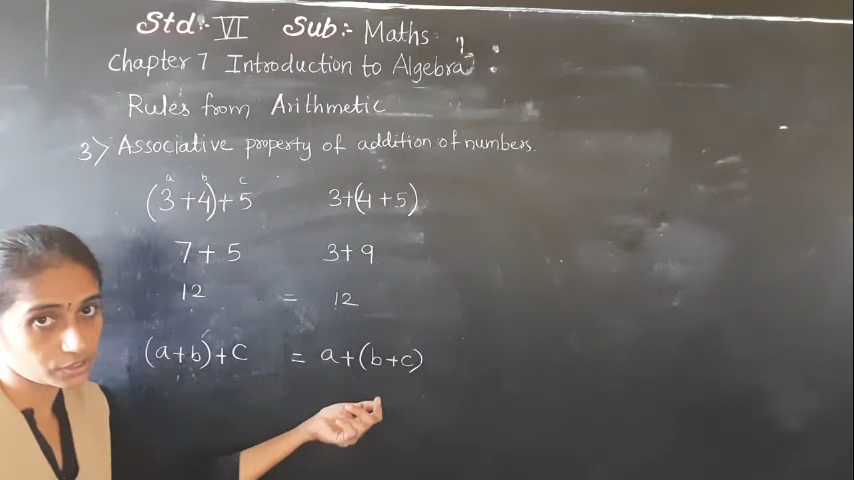 Std:- VI Sub:- Maths.
Chapter 7 Introduction to Algebra
Rules from Arithmetic
3) Associative property of addition of numbers.
a b c
(3+4)+5 3+(4+5)
7+5 3+9
12 = 12
(a+b)+c = a+(b+c)